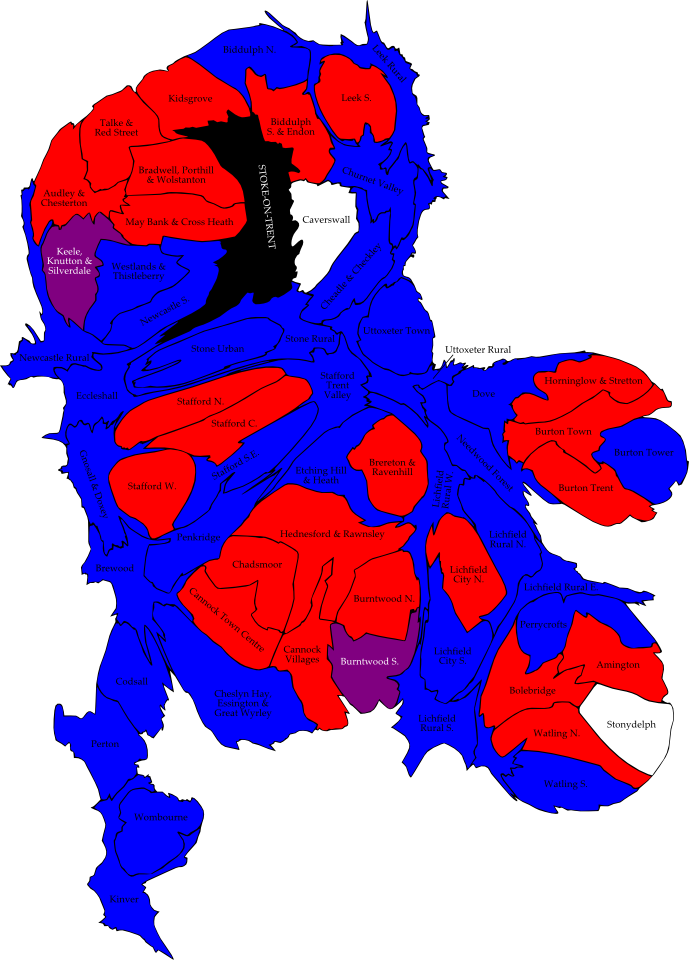 Biddulph N.
Leek Rural
Kidsgrove
Leek S.
Talke &
Red Street
Biddulph
S. & Endon
Bradwell, Porthill
& Wolstanton
Churnet Valley
STOKE-ON-TRENT
Audley &
Chesterton
Caverswall
May Bank & Cross Heath
Keele,
Knutton &
Silverdale
Westlands &
Thistleberry
Cheadle & Checkley
Newcastle S.
Uttoxeter Town
Stone Urban
Stone Rural
Uttoxeter Rural
Newcastle Rural
Stafford
Trent
Valley
Horninglow & Stretton
Eccleshall
Dove
Stafford N.
Stafford C.
Burton Town
Burton Tower
Stafford S.E.
Needwood Forest
Gnosall & Doxey
Stafford W.
Etching Hill
& Heath
Brereton &
Ravenhill
Lichfield
Rural W.
Burton Trent
Penkridge
Hednesford & Rawnsley
Lichfield
Rural N.
Brewood
Chadsmoor
Lichfield
City N.
Lichfield Rural E.
Cannock Town Centre
Burntwood N.
Perrycrofts
Cannock
Villages
Burntwood S.
Lichfield
City S.
Amington
Codsall
Bolebridge
Cheslyn Hay,
Essington &
Great Wyrley
Lichfield
Rural S.
Stonydelph
Watling N.
Perton
Watling S.
Wombourne
Kinver